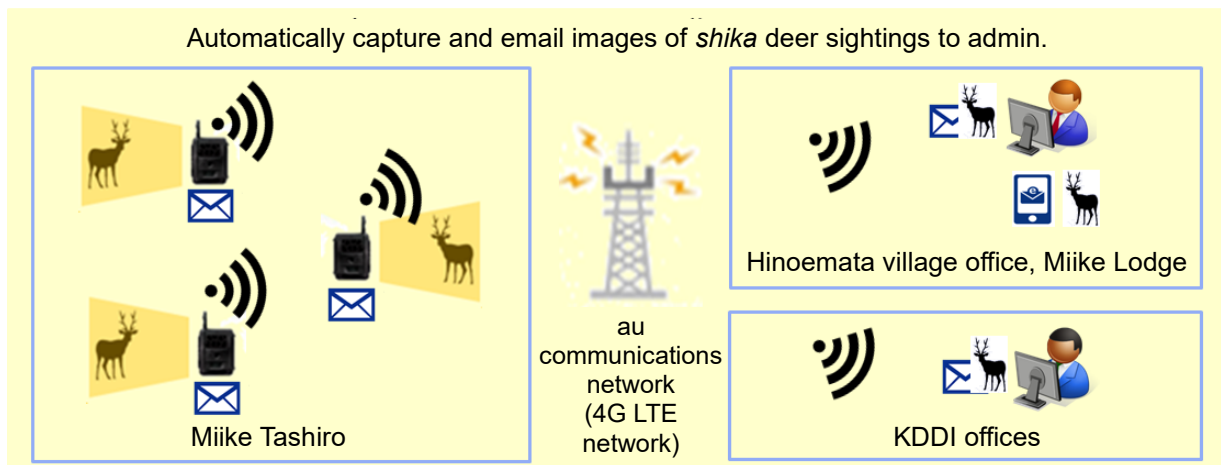 Automatically capture and email images of shika deer sightings to admin.
Miike Tashiro
au
communications
network
(4G LTE
network)
Hinoemata village office, Miike Lodge
KDDI offices